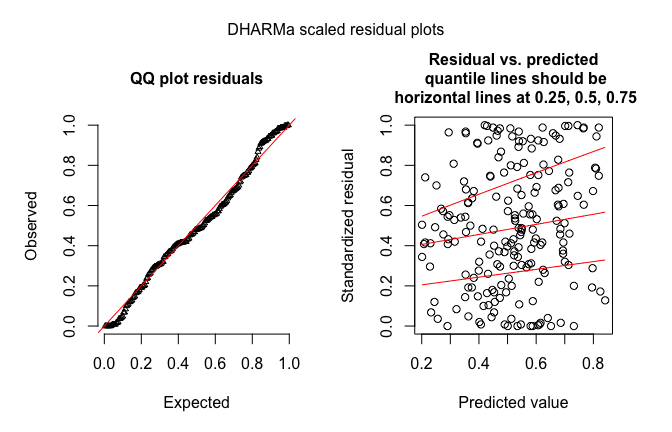 DHARMa scaled residual plots
QQ plot residuals
Observed
1.0
0.8
0.6
0.4
0.2
0.0
0.0 0.2 0.4 0.6 0.8 1.0
Expected
Residual vs. predicted
quantile lines should be
horizontal lines at 0.25, 0.5, 0.75
Standardized residual
1.0
0.8
0.6
0.4
0.2
0.0
0.2 0.4 0.6 0.8
Predicted value